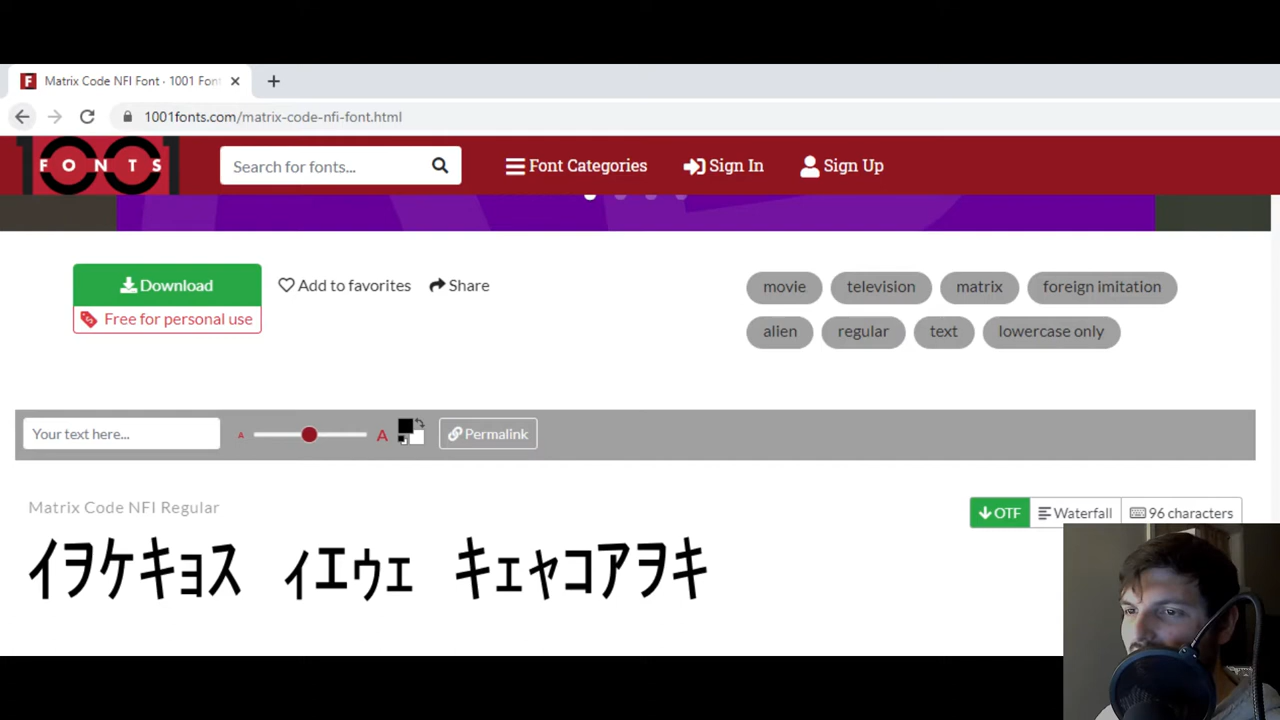 Matrix Code NFI Font · 1001 Fon
1001fonts.com/matrix-code-nfi-font.html
1001 FONTS
Search for fonts...
Font Categories
Sign In
Sign Up
Download
Free for personal use
Add to favorites
Share
movie television matrix foreign imitation
alien regular text lowercase only
Your text here...
A A
Permalink
Matrix Code NFI Regular
OTF
Waterfall
96 characters
イヲケキョス ィエゥェ キェャコアヲキ